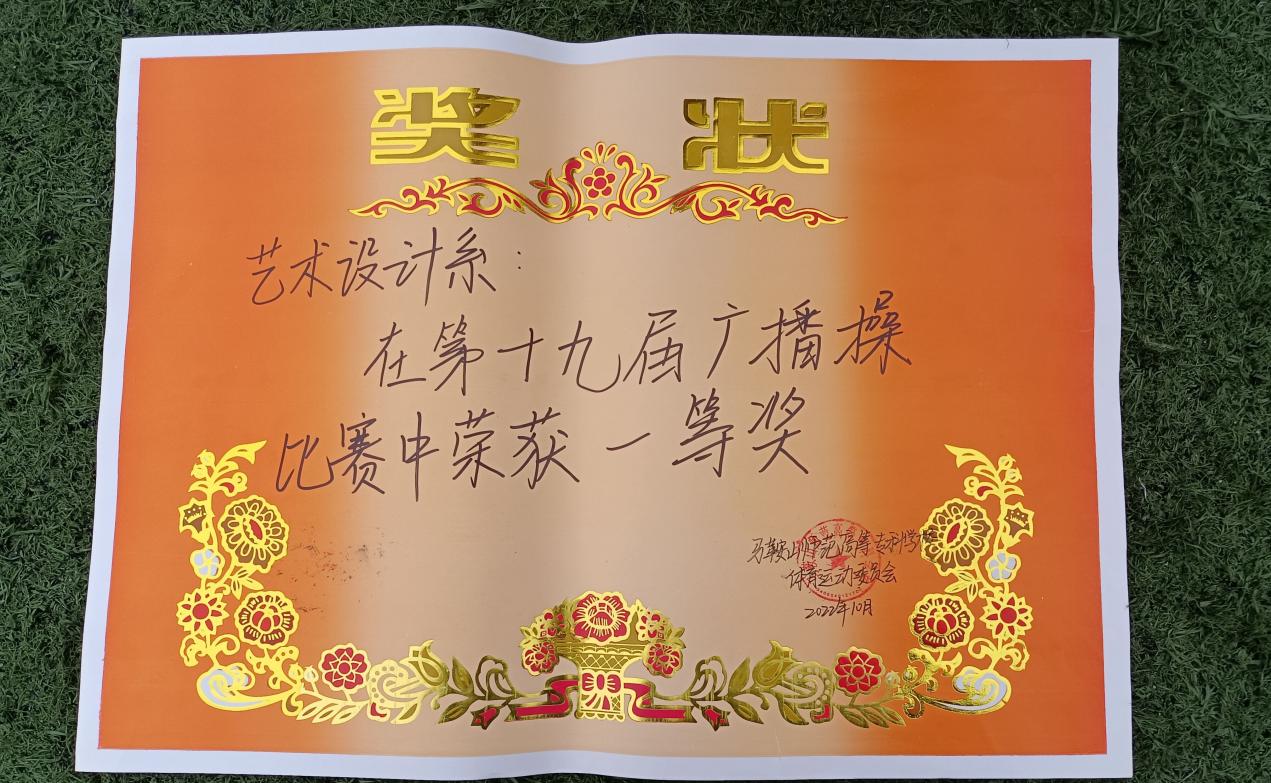 奖状
艺术设计系：
在第十九届广播操
比赛中荣获一等奖
马鞍山师范高等专科学校
体育运动委员会
2022年10月